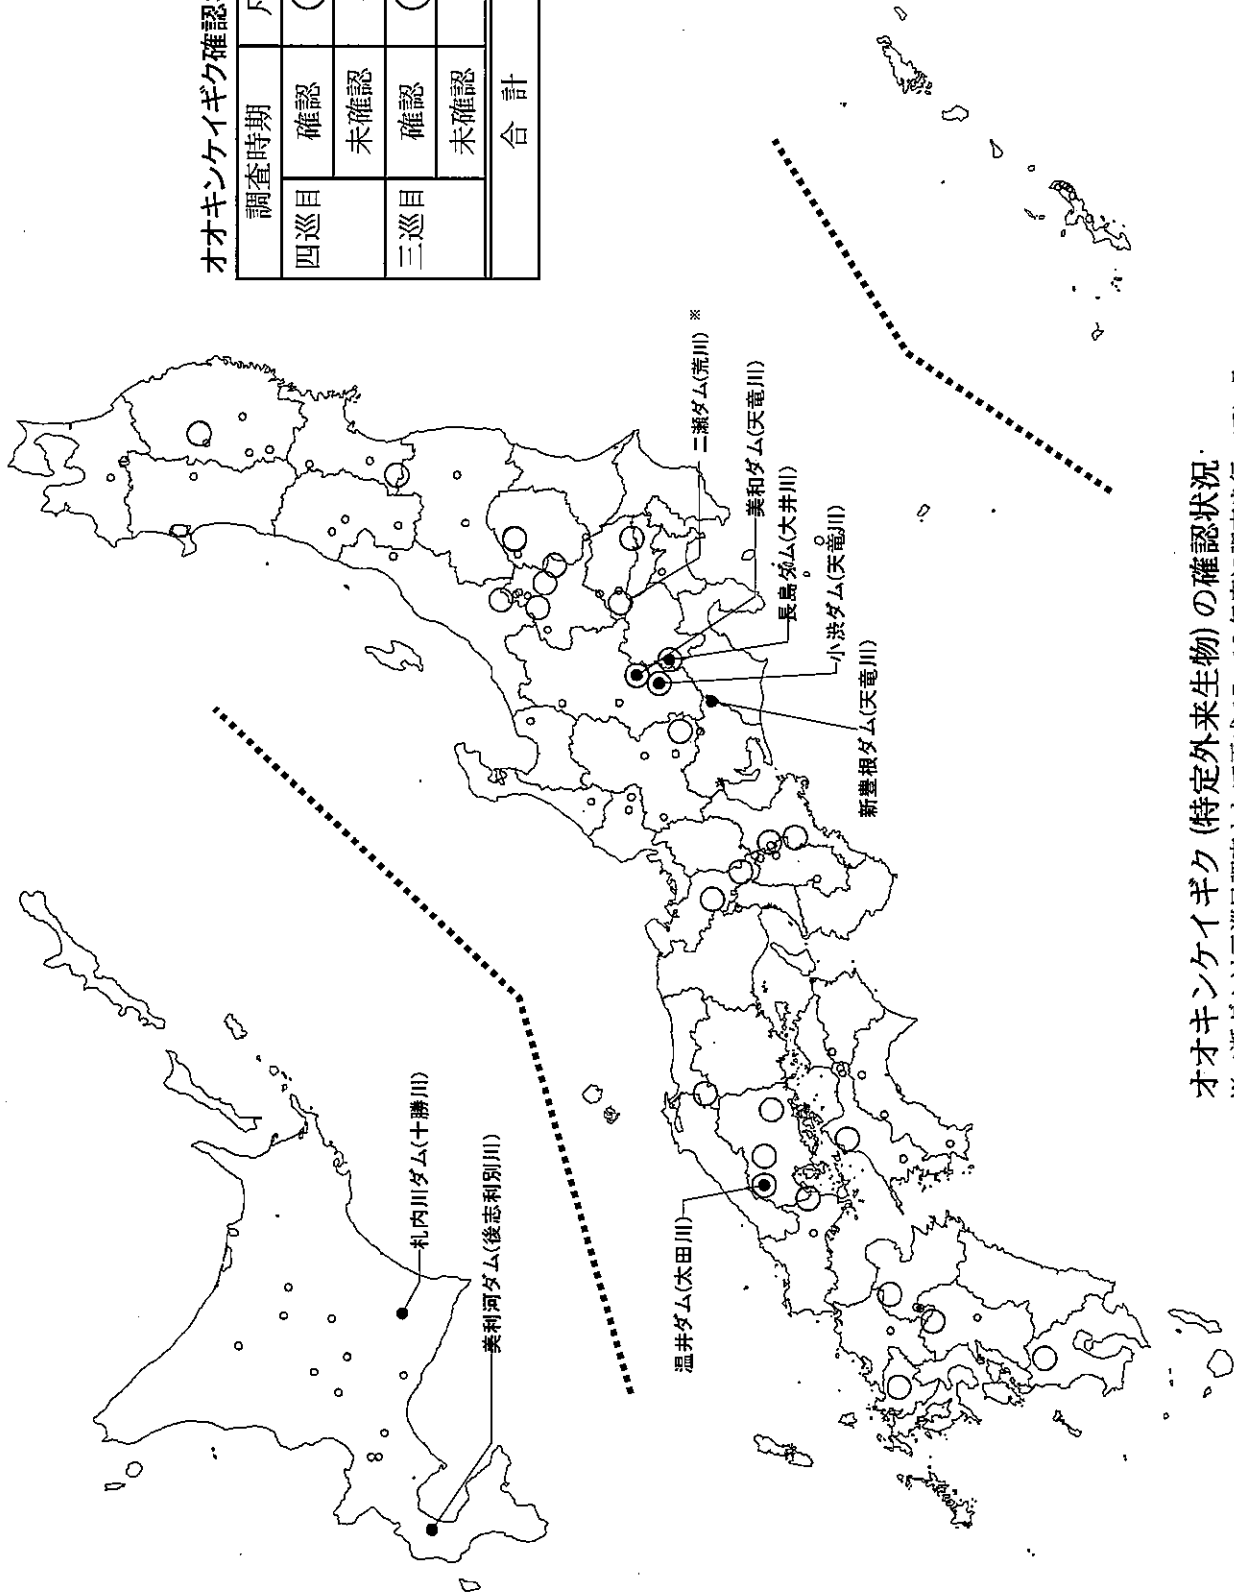 オオキンケイギク確認
調査時期
四巡目
確認
未確認
三巡目
確認
未確認
合計
札内川ダム(十勝川)
美利河ダム(後志利別川)
二瀬ダム(荒川)※
美和ダム(天竜川)
長島ダム(大井川)
小渋ダム(天竜川)
新豊根ダム(天竜川)
温井ダム(太田川)
オオキンケイギク(特定外来生物)の確認状況